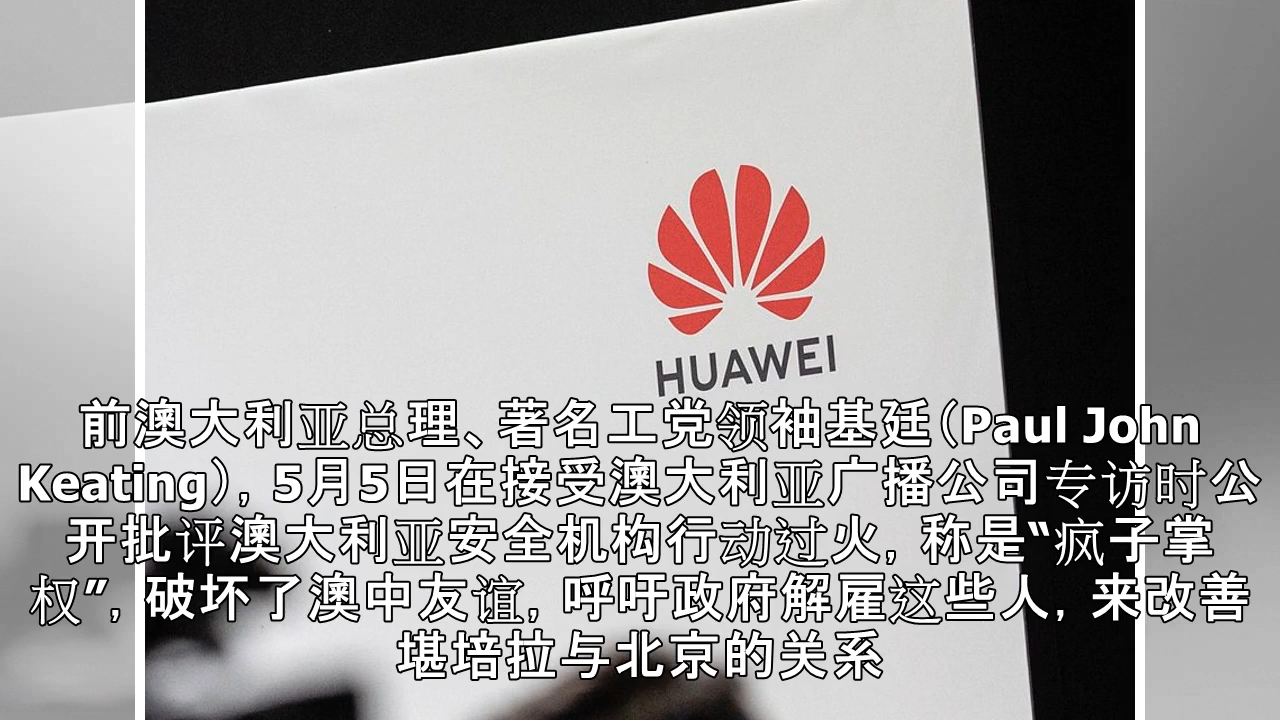 HUAWEI
前澳大利亚总理、著名工党领袖基廷(Paul John
Keating),5月5日在接受澳大利亚广播公司专访时公
开批评澳大利亚安全机构行动过火,称是“疯子掌
权”,破坏了澳中友谊,呼吁政府解雇这些人,来改善
堪培拉与北京的关系